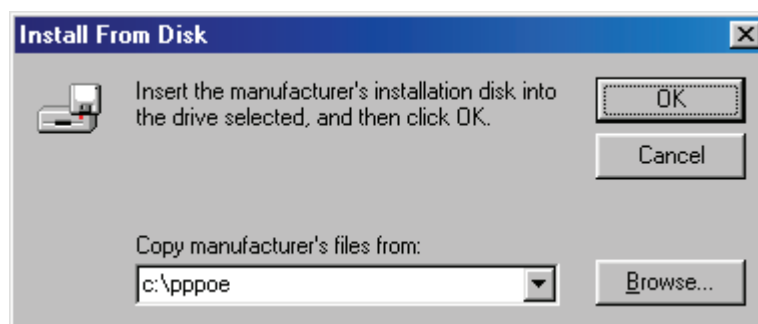 Install From Disk
Insert the manufacturer's installation disk into
the drive selected, and then click OK.
OK
Cancel
Copy manufacturer's files from:
c:\pppoe
Browse...